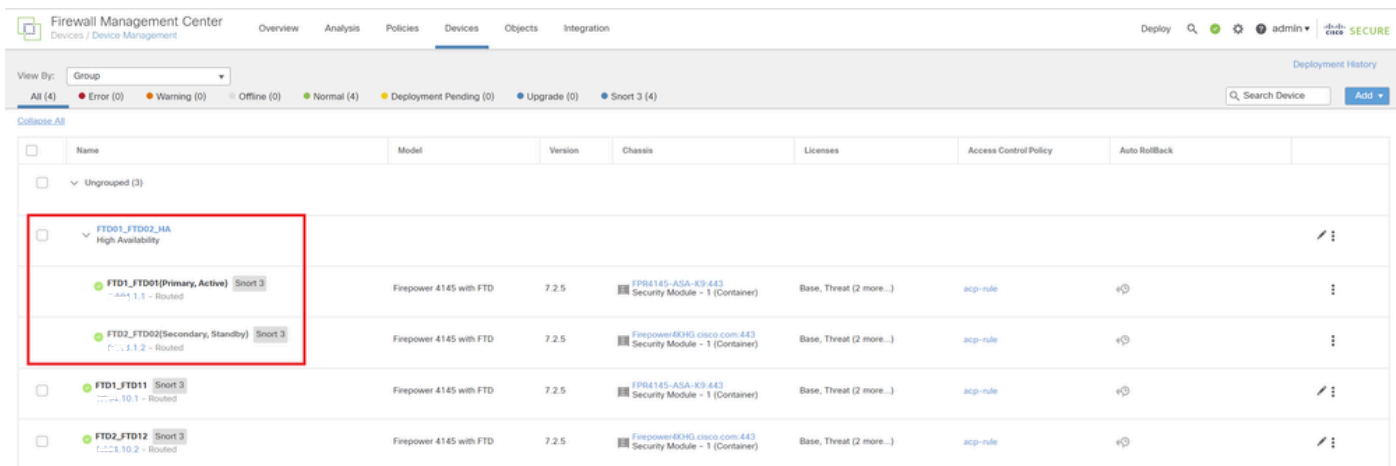 Firewall Management Center
Devices / Device Management
Overview Analysis Policies Devices Objects Integration
Deploy admin cisco SECURE
Deployment History
View By: Group
All (4) Error (0) Warning (0) Offline (0) Normal (4) Deployment Pending (0) Upgrade (0) Snort 3 (4)
Search Device Add
Collapse All
Name Model Version Chassis Licenses Access Control Policy Auto RollBack
Ungrouped (3)
FTD01_FTD02_HA
High Availability
FTD1_FTD01(Primary, Active) Snort 3
1.1 - Routed
Firepower 4145 with FTD 7.2.5
FPR4145-ASA-K9:443
Security Module - 1 (Container)
Base, Threat (2 more...) acp-rule
FTD2_FTD02(Secondary, Standby) Snort 3
1.2 - Routed
Firepower 4145 with FTD 7.2.5
Firepower4KHG.cisco.com:443
Security Module - 1 (Container)
Base, Threat (2 more...) acp-rule
FTD1_FTD11 Snort 3
.10.1 - Routed
Firepower 4145 with FTD 7.2.5
FPR4145-ASA-K9:443
Security Module - 1 (Container)
Base, Threat (2 more...) acp-rule
FTD2_FTD12 Snort 3
.10.2 - Routed
Firepower 4145 with FTD 7.2.5
Firepower4KHG.cisco.com:443
Security Module - 1 (Container)
Base, Threat (2 more...) acp-rule